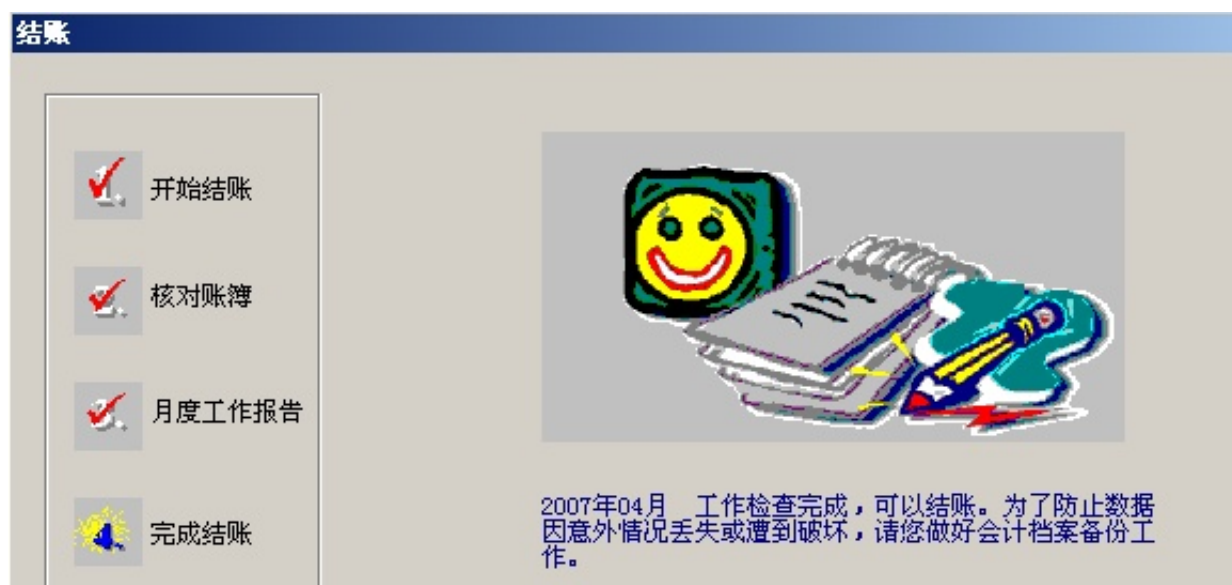 结账
开始结账
核对账簿
月度工作报告
4.
完成结账
2007年04月 工作检查完成，可以结账。为了防止数据
因意外情况丢失或遭到破坏，请您做好会计档案备份工
作。